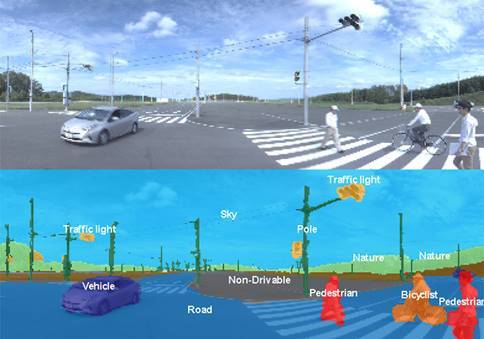 Traffic light
Sky
Traffic light
Pole
Nature
Nature
Non-Drivable
Vehicle
Pedestrian
Bicyclist
Pedestrian
Road